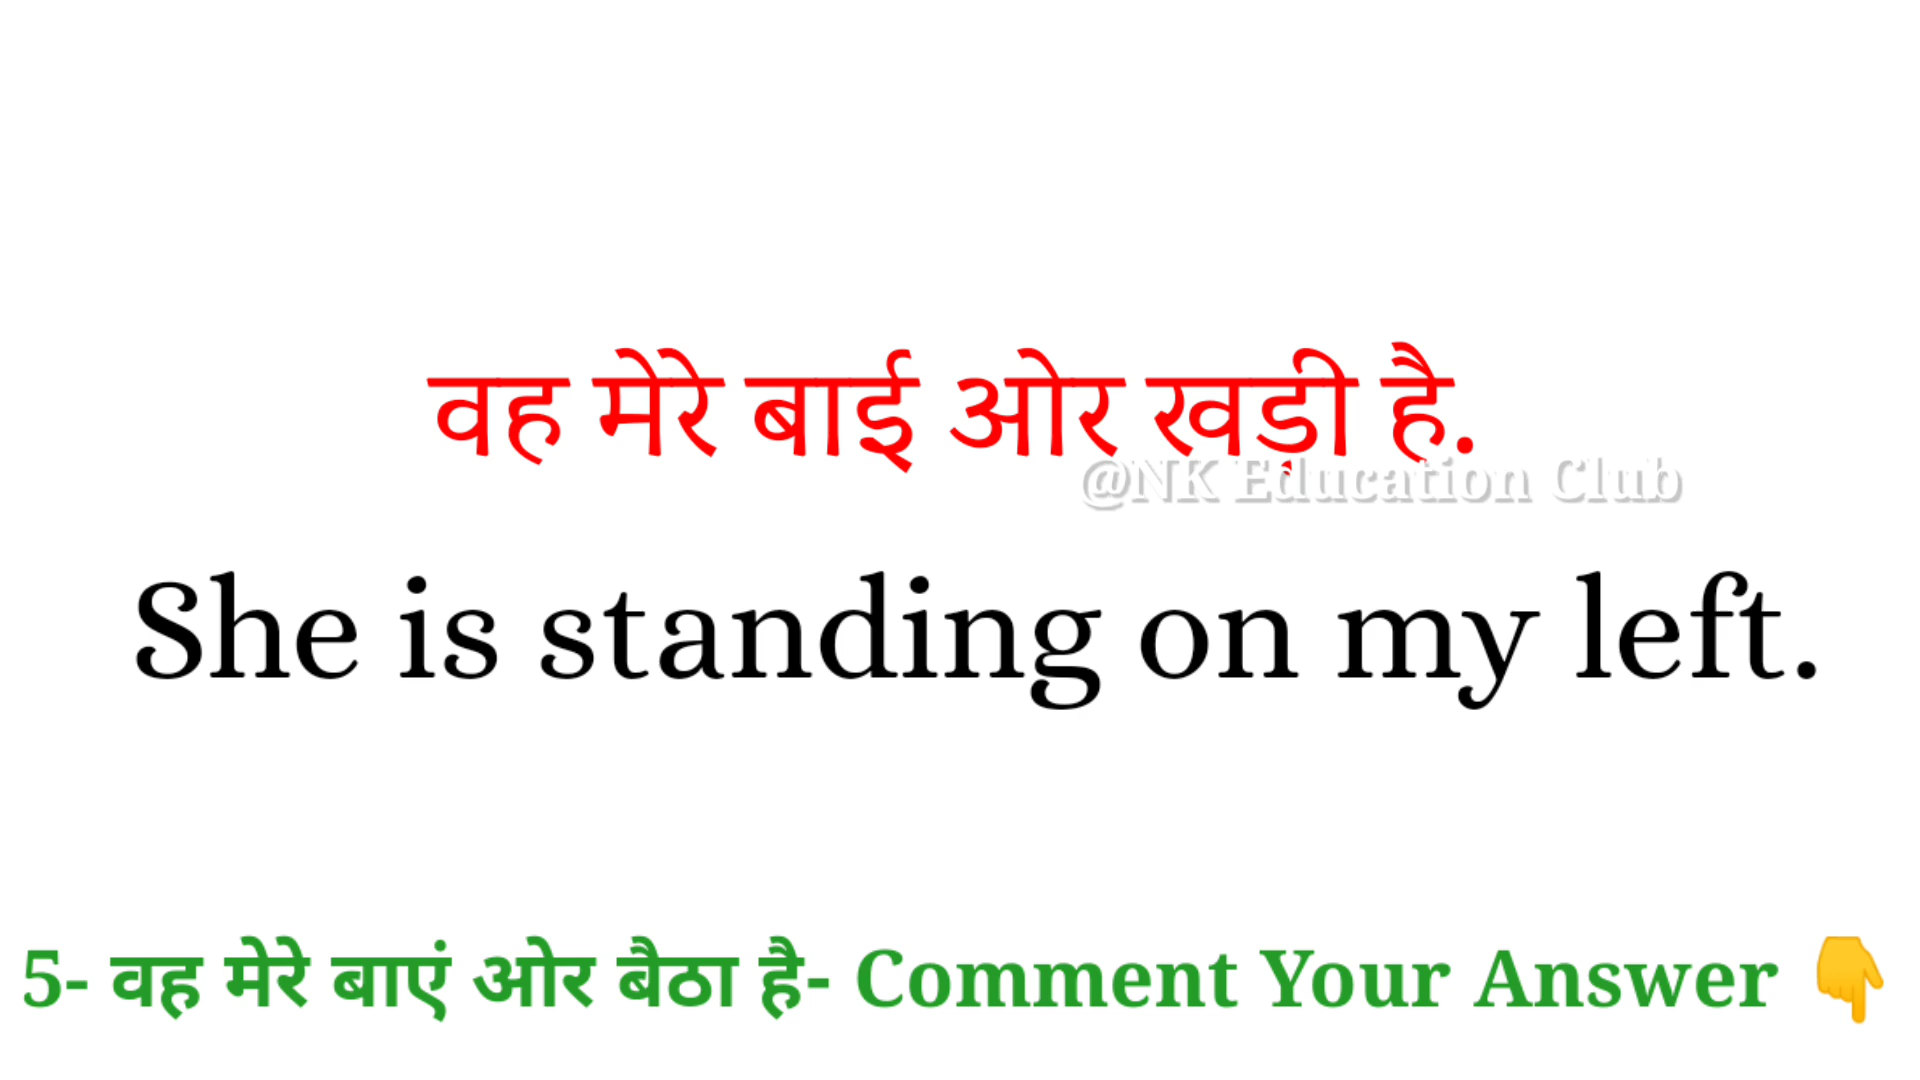 वह मेरे बाई ओर खड़ी है.
@NK Education Club
She is standing on my left.
5- वह मेरे बाएं ओर बैठा है- Comment Your Answer 👇